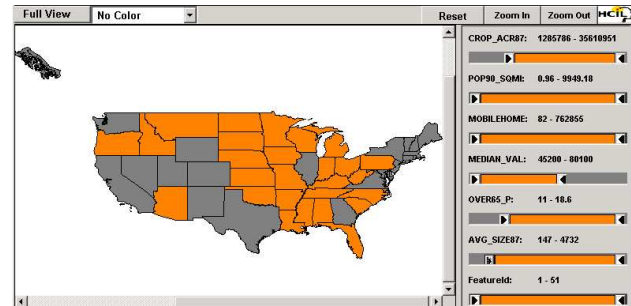 Full View No Color Reset Zoom In Zoom Out HCIL
CROP_ACR87: 1285786 - 35610951
POP90_SQMI: 0.96 - 9949.18
MOBILEHOME: 82 - 762855
MEDIAN_VAL: 45200 - 80100
OVER65_P: 11 - 18.6
AVG_SIZE87: 147 - 4732
FeatureId: 1 - 51